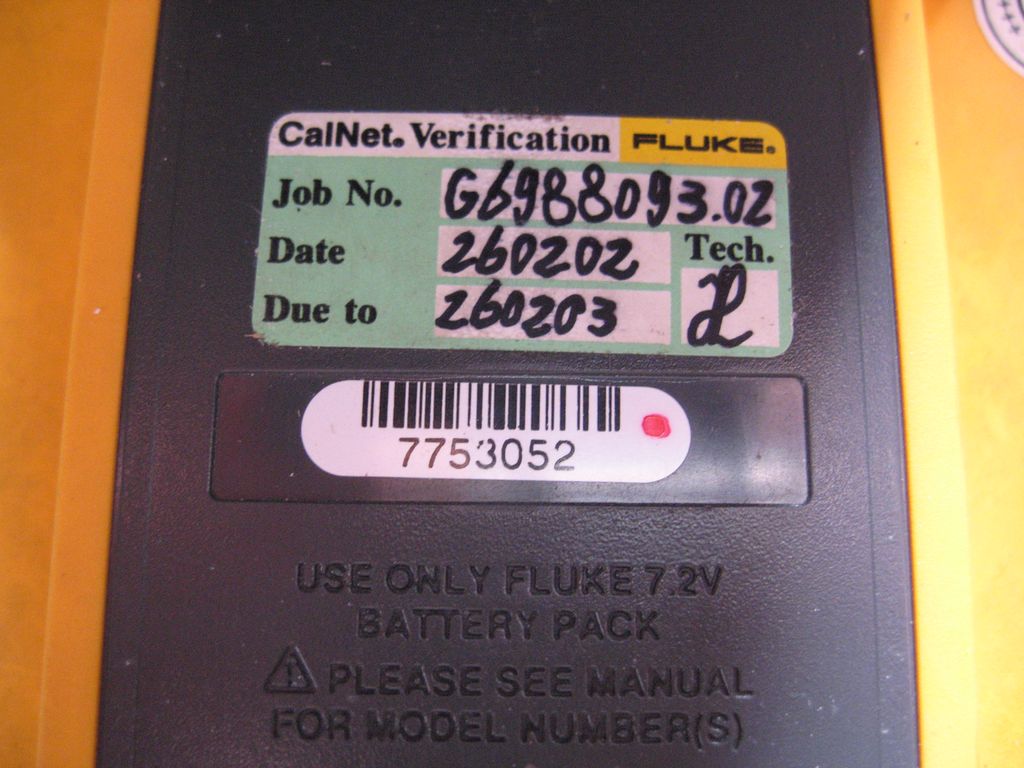 CalNet® Verification FLUKE®
Job No. G6988093.02
Date 260202 Tech.
Due to 260203
7753052
USE ONLY FLUKE 7.2V
BATTERY PACK
PLEASE SEE MANUAL
FOR MODEL NUMBER(S)